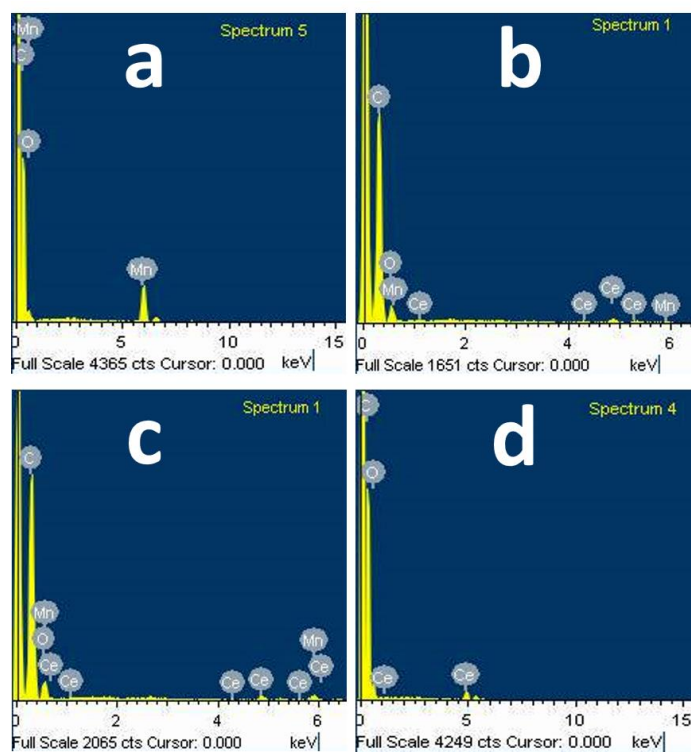 a
Spectrum 5
Mn
C
O
Mn
0 5 10 15
Full Scale 4365 cts Cursor: 0.000 keV
b
Spectrum 1
C
O
Mn
Ce
Ce
Ce
Ce
Mn
0 2 4 6
Full Scale 1651 cts Cursor: 0.000 keV
c
Spectrum 1
C
Mn
O
Ce
Ce
Ce
Ce
Ce
Mn
Ce
0 2 4 6
Full Scale 2065 cts Cursor: 0.000 keV
d
Spectrum 4
C
O
Ce
Ce
0 5 10 15
Full Scale 4249 cts Cursor: 0.000 keV